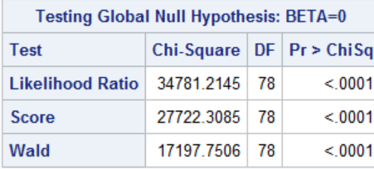 Testing Global Null Hypothesis: BETA=0
Test Chi-Square DF Pr > ChiSq
Likelihood Ratio 34781.2145 78 <.0001
Score 27722.3085 78 <.0001
Wald 17197.7506 78 <.0001